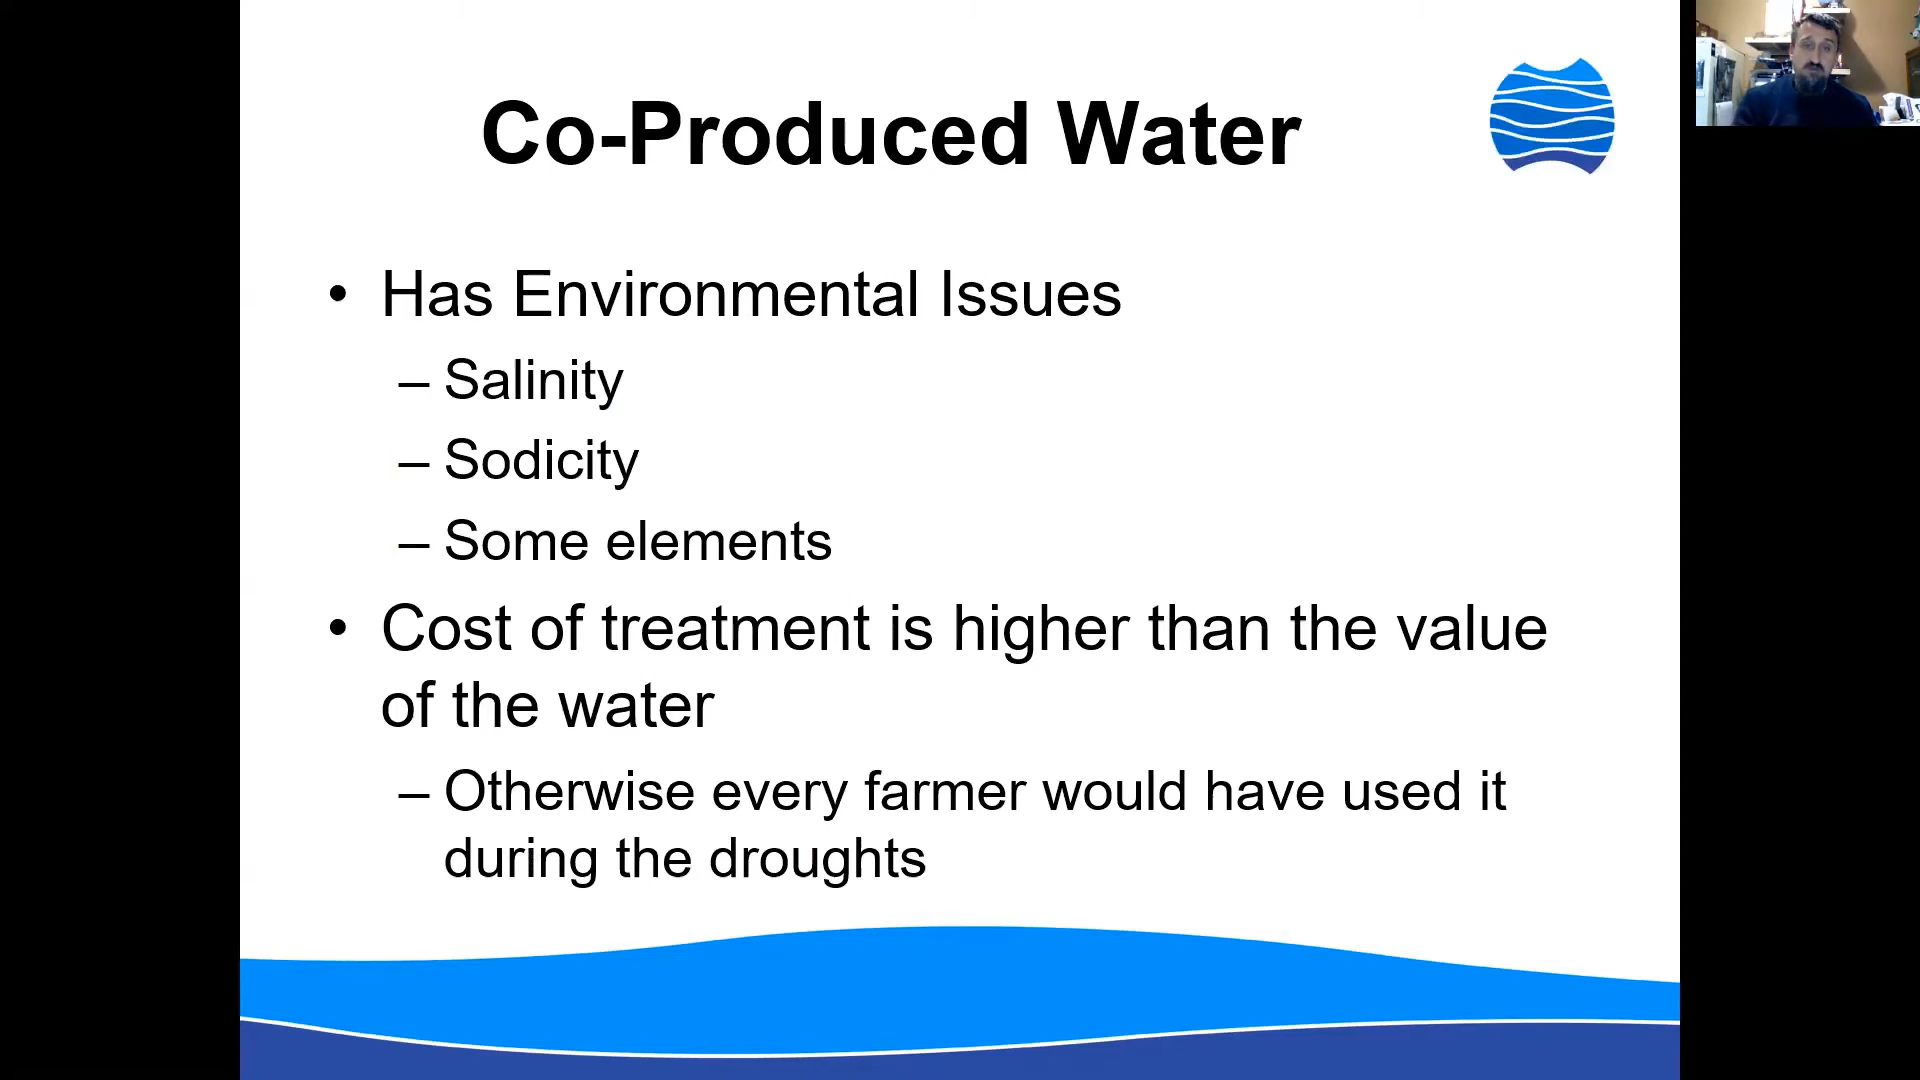 Co-Produced Water
• Has Environmental Issues
– Salinity
– Sodicity
– Some elements
• Cost of treatment is higher than the value
of the water
– Otherwise every farmer would have used it
during the droughts